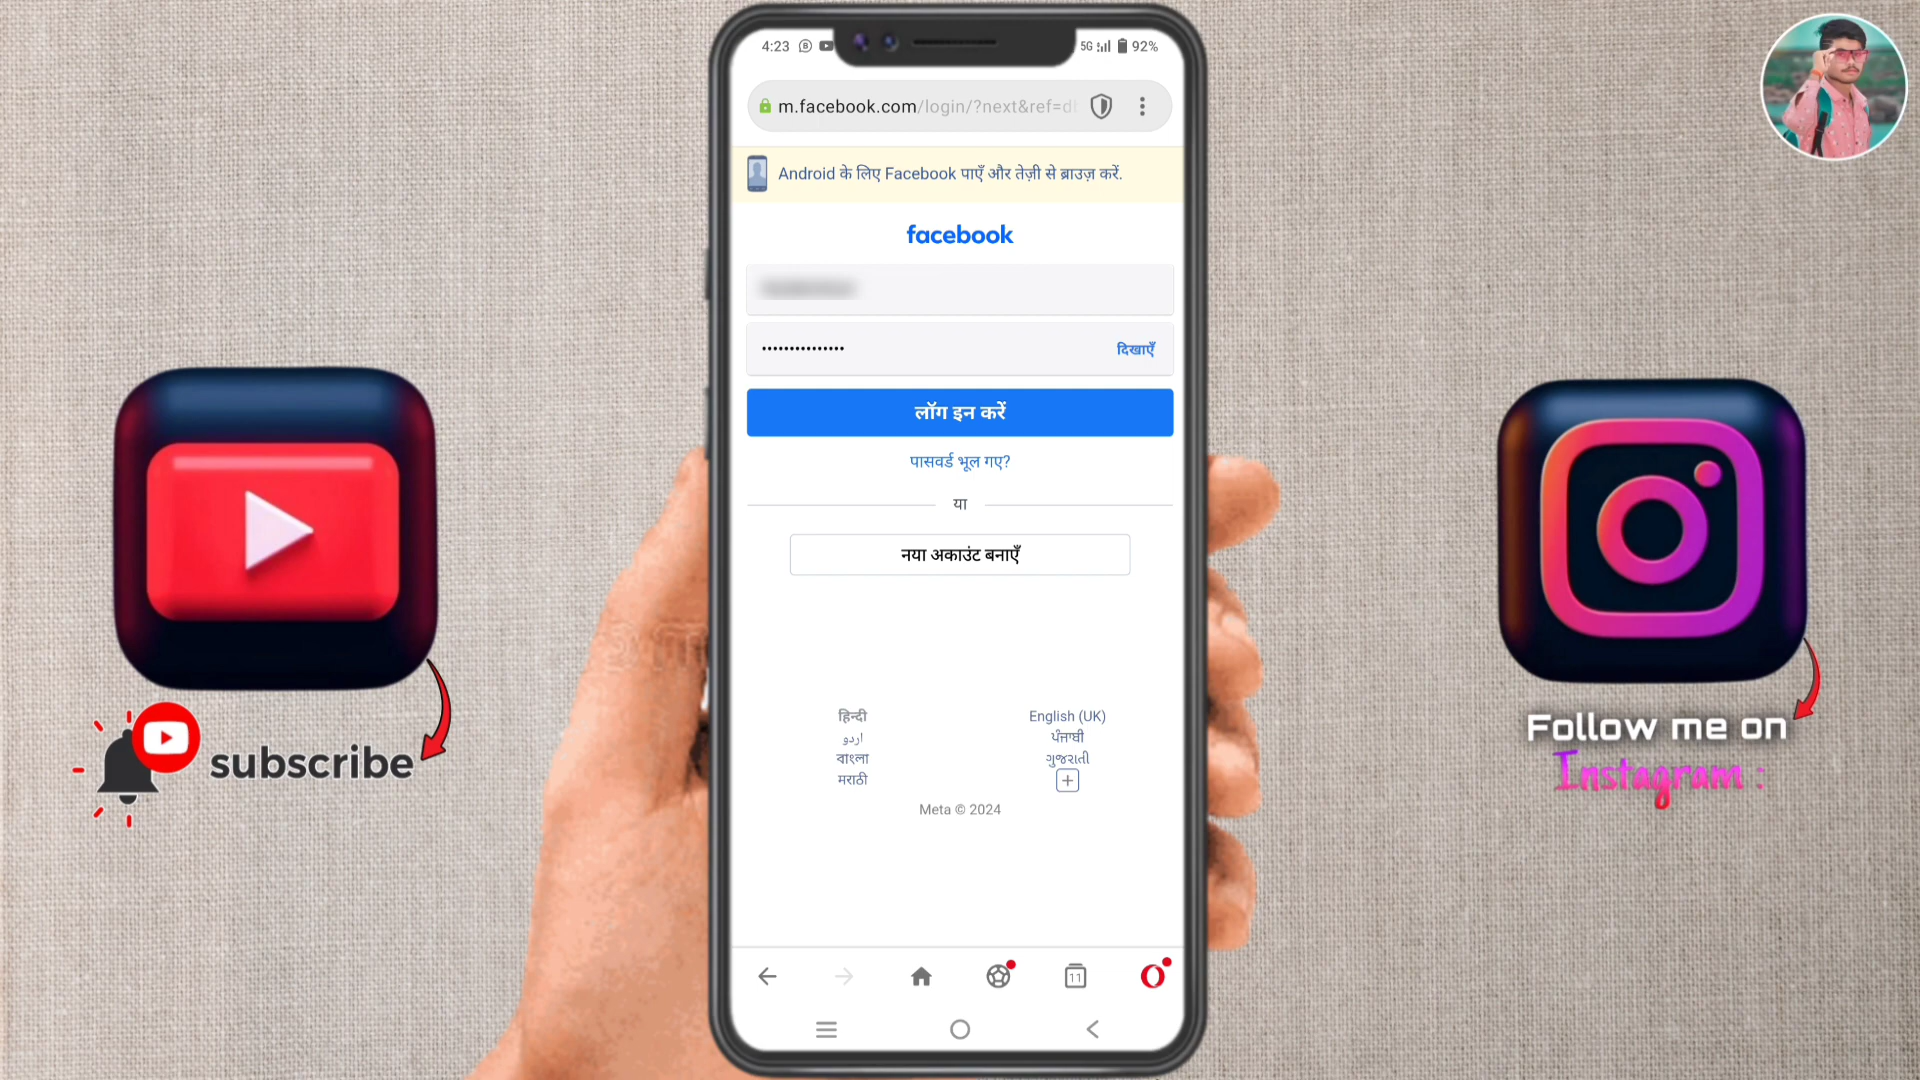 4:23
5G
92%
m.facebook.com/login/?next&ref=d
Android के लिए Facebook पाएँ और तेज़ी से ब्राउज़ करें.
facebook
•••••••••••••••
दिखाएँ
लॉग इन करें
पासवर्ड भूल गए?
या
नया अकाउंट बनाएँ
हिन्दी
English (UK)
اردو
ਪੰਜਾਬੀ
বাংলা
ગુજરાતી
मराठी
+
Meta © 2024
11
subscribe
Follow me on
Instagram :